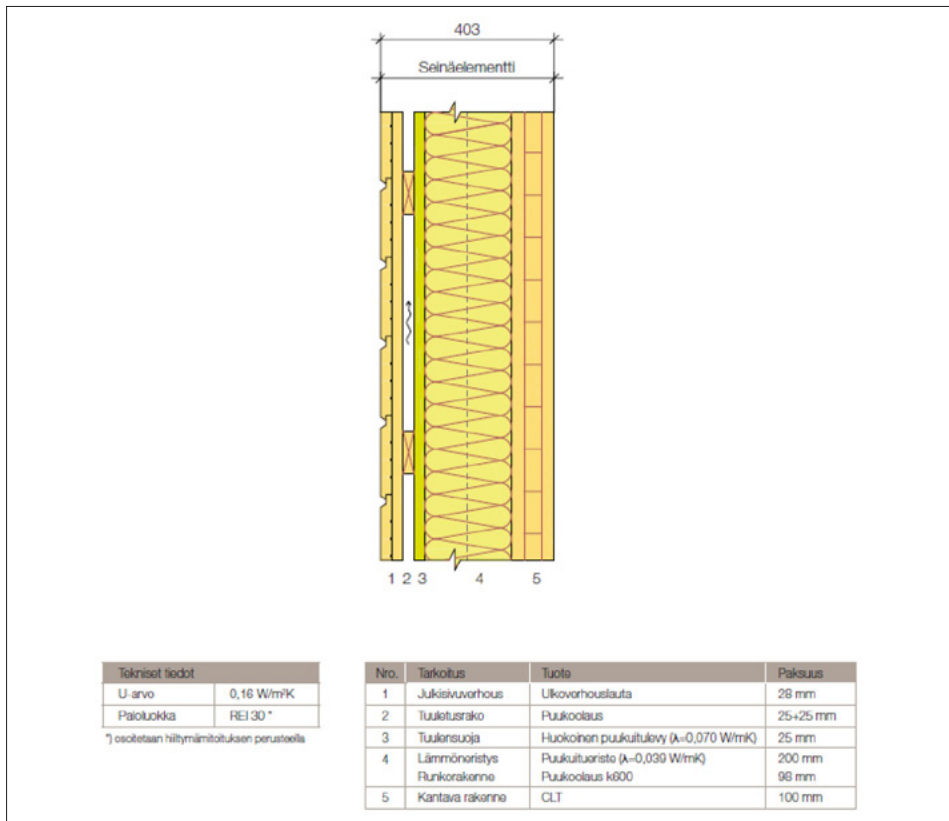 403
Seinäelementti
1 2 3 4 5
Tekniset tiedot
U-arvo 0,16 W/m²K
Paloluokka REI 30 *
*) osoitetaan hiiltymämitoituksen perusteella
Nro. Tarkoitus Tuote Paksuus
1 Julkisivuverhous Ulkoverhouslauta 28 mm
2 Tuuletusrako Puukoolaus 25+25 mm
3 Tuulensuoja Huokoinen puukuitulevy (λ=0,070 W/mK) 25 mm
4 Lämmöneristys Puukuitueriste (λ=0,039 W/mK) 200 mm
Runkorakenne Puukoolaus k600 98 mm
5 Kantava rakenne CLT 100 mm